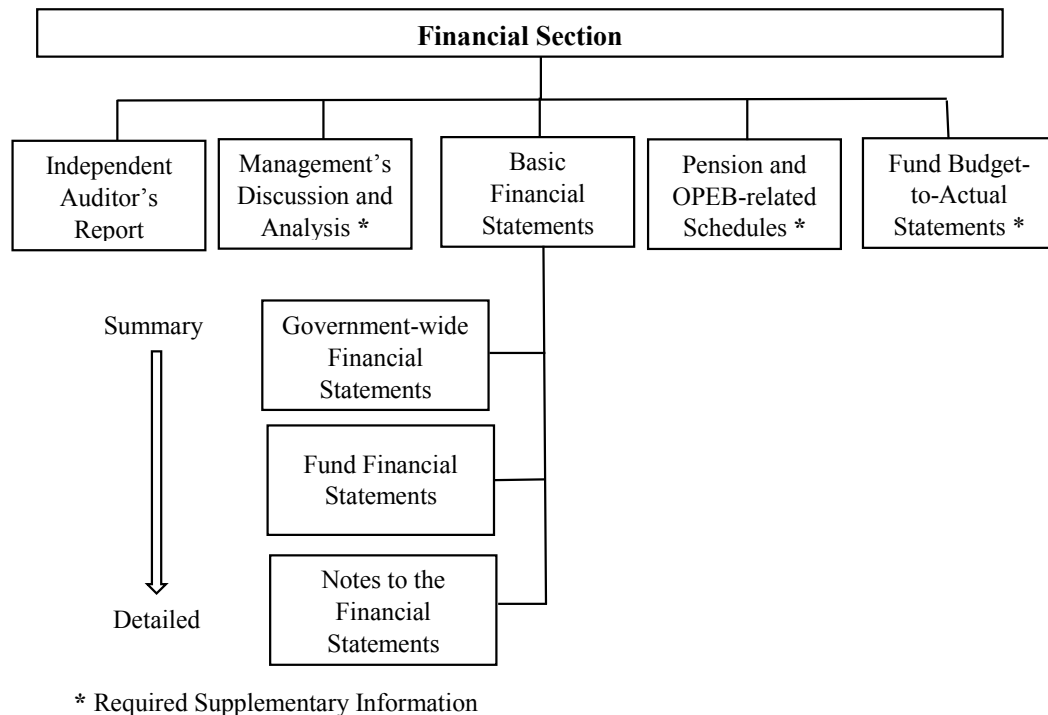 Financial Section
Independent
Auditor’s
Report
Management’s
Discussion and
Analysis *
Basic
Financial
Statements
Pension and
OPEB-related
Schedules *
Fund Budget-
to-Actual
Statements *
Summary
Detailed
Government-wide
Financial
Statements
Fund Financial
Statements
Notes to the
Financial
Statements
* Required Supplementary Information